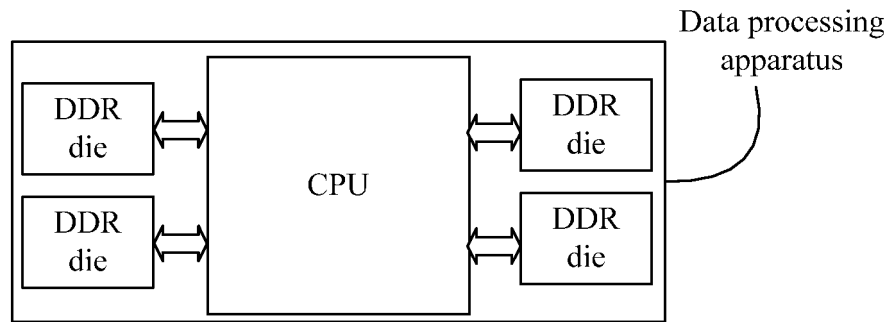 Data processing
apparatus
DDR
die
DDR
die
CPU
DDR
die
DDR
die